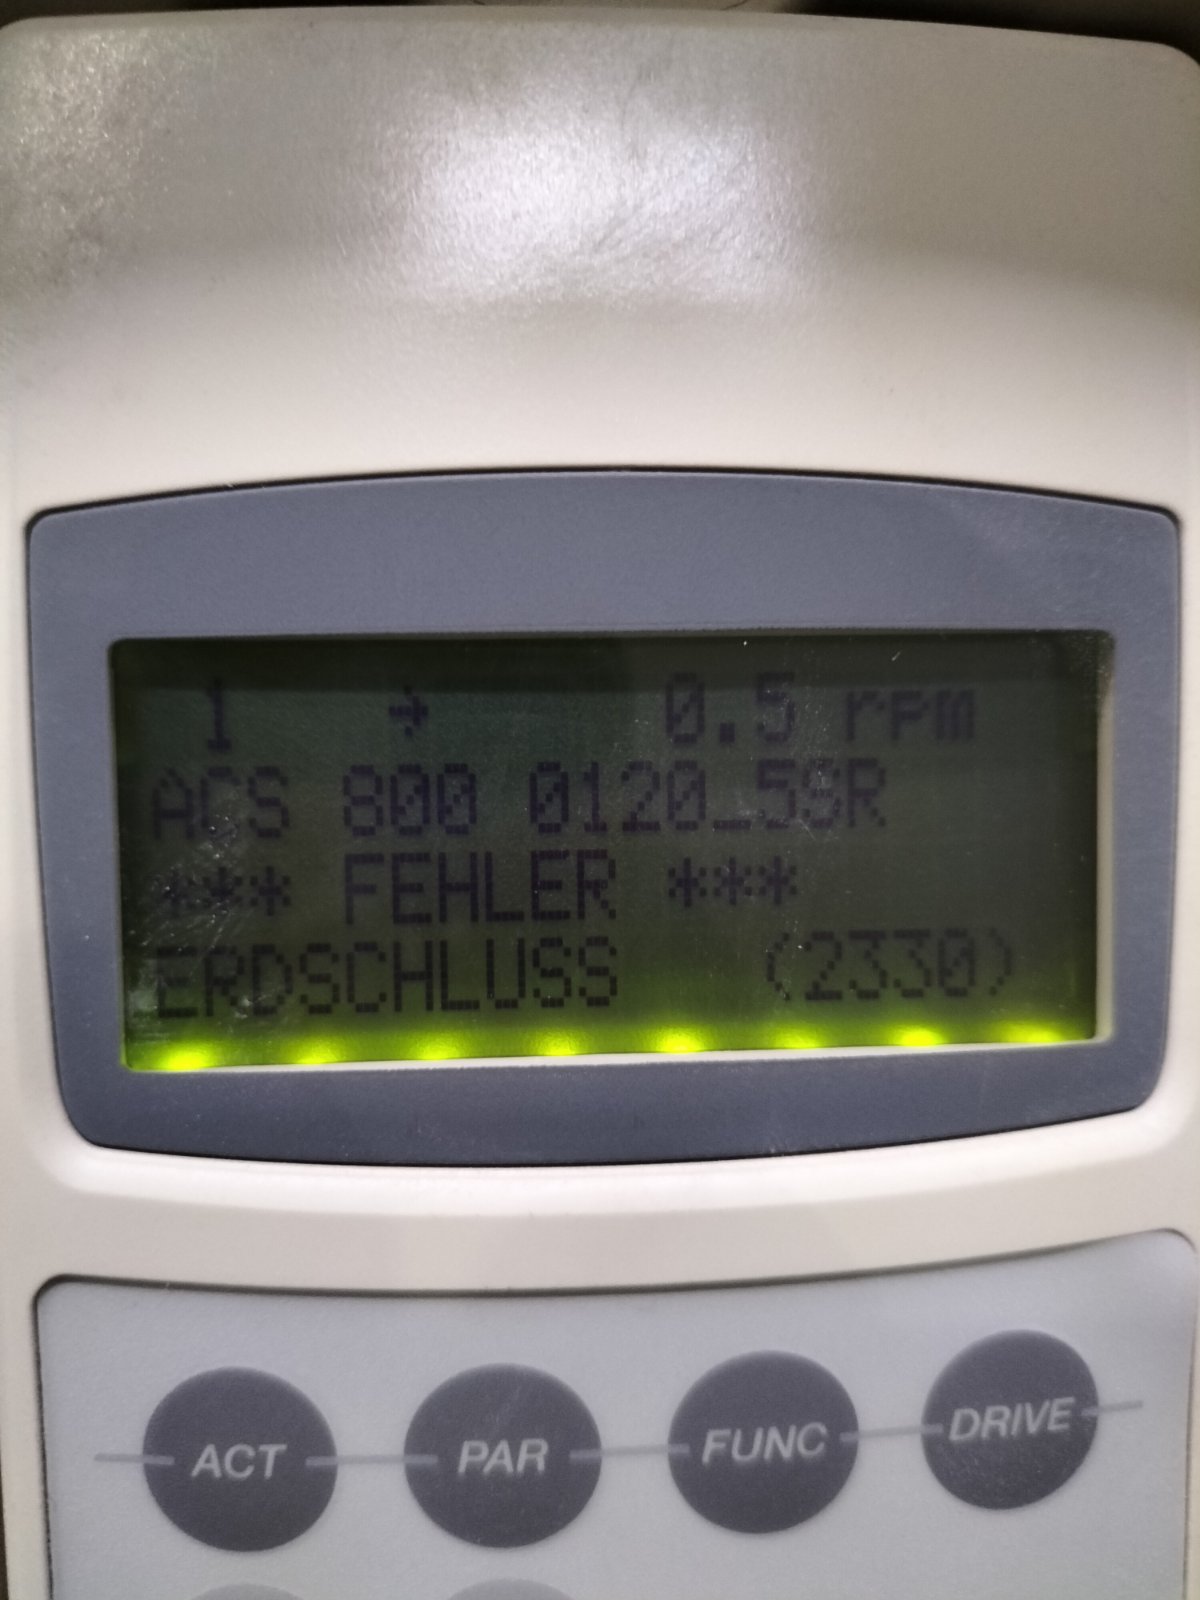 1 → 0.5 rpm
ACS 800 0120_5SR
*** FEHLER ***
ERDSCHLUSS (2330)
ACT PAR FUNC DRIVE